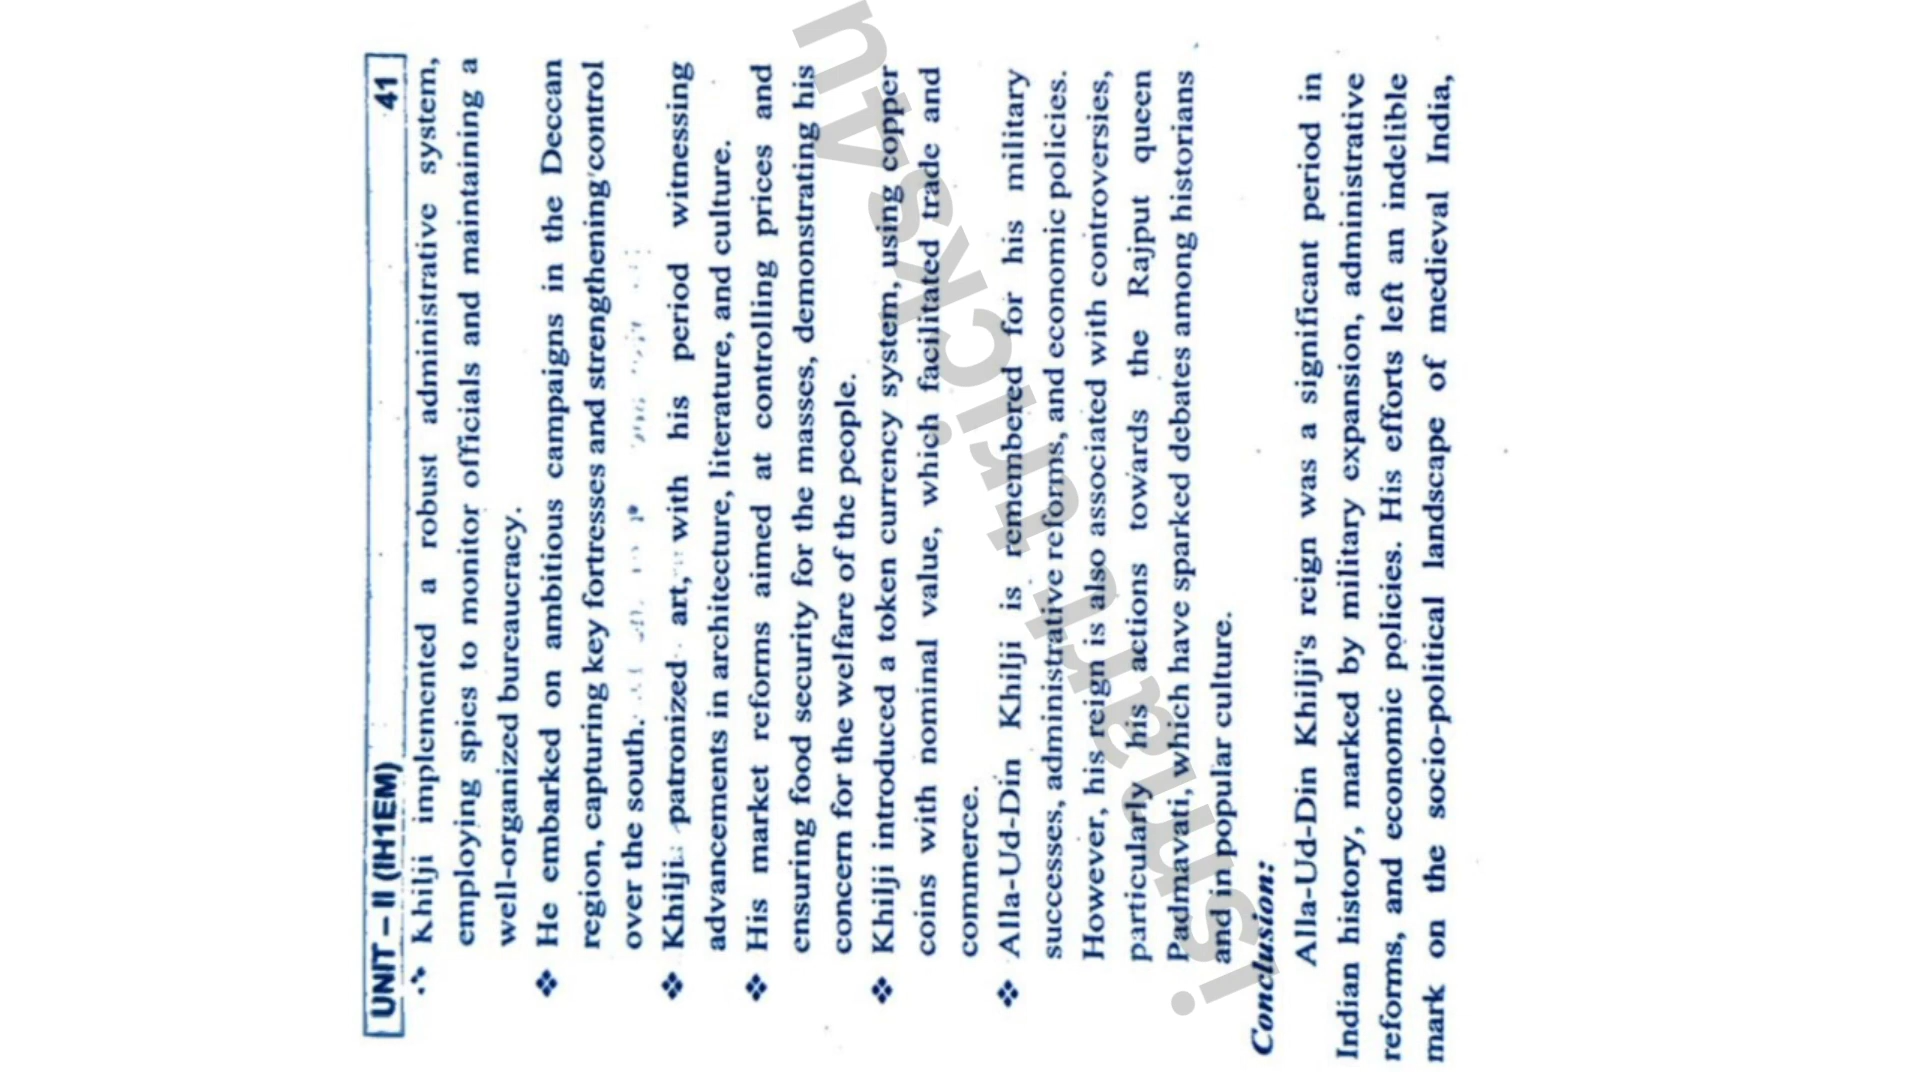 UNIT – II (IH1EM) 41
Khilji implemented a robust administrative system,
employing spies to monitor officials and maintaining a
well-organized bureaucracy.
❖ He embarked on ambitious campaigns in the Deccan
region, capturing key fortresses and strengthening control
over the south.
❖ Khilji patronized art, with his period witnessing
advancements in architecture, literature, and culture.
❖ His market reforms aimed at controlling prices and
ensuring food security for the masses, demonstrating his
concern for the welfare of the people.
❖ Khilji introduced a token currency system, using copper
coins with nominal value, which facilitated trade and
commerce.
❖ Alla-Ud-Din Khilji is remembered for his military
successes, administrative reforms, and economic policies.
However, his reign is also associated with controversies,
particularly his actions towards the Rajput queen
Padmavati, which have sparked debates among historians
and in popular culture.
Conclusion:
Alla-Ud-Din Khilji's reign was a significant period in
Indian history, marked by military expansion, administrative
reforms, and economic policies. His efforts left an indelible
mark on the socio-political landscape of medieval India,